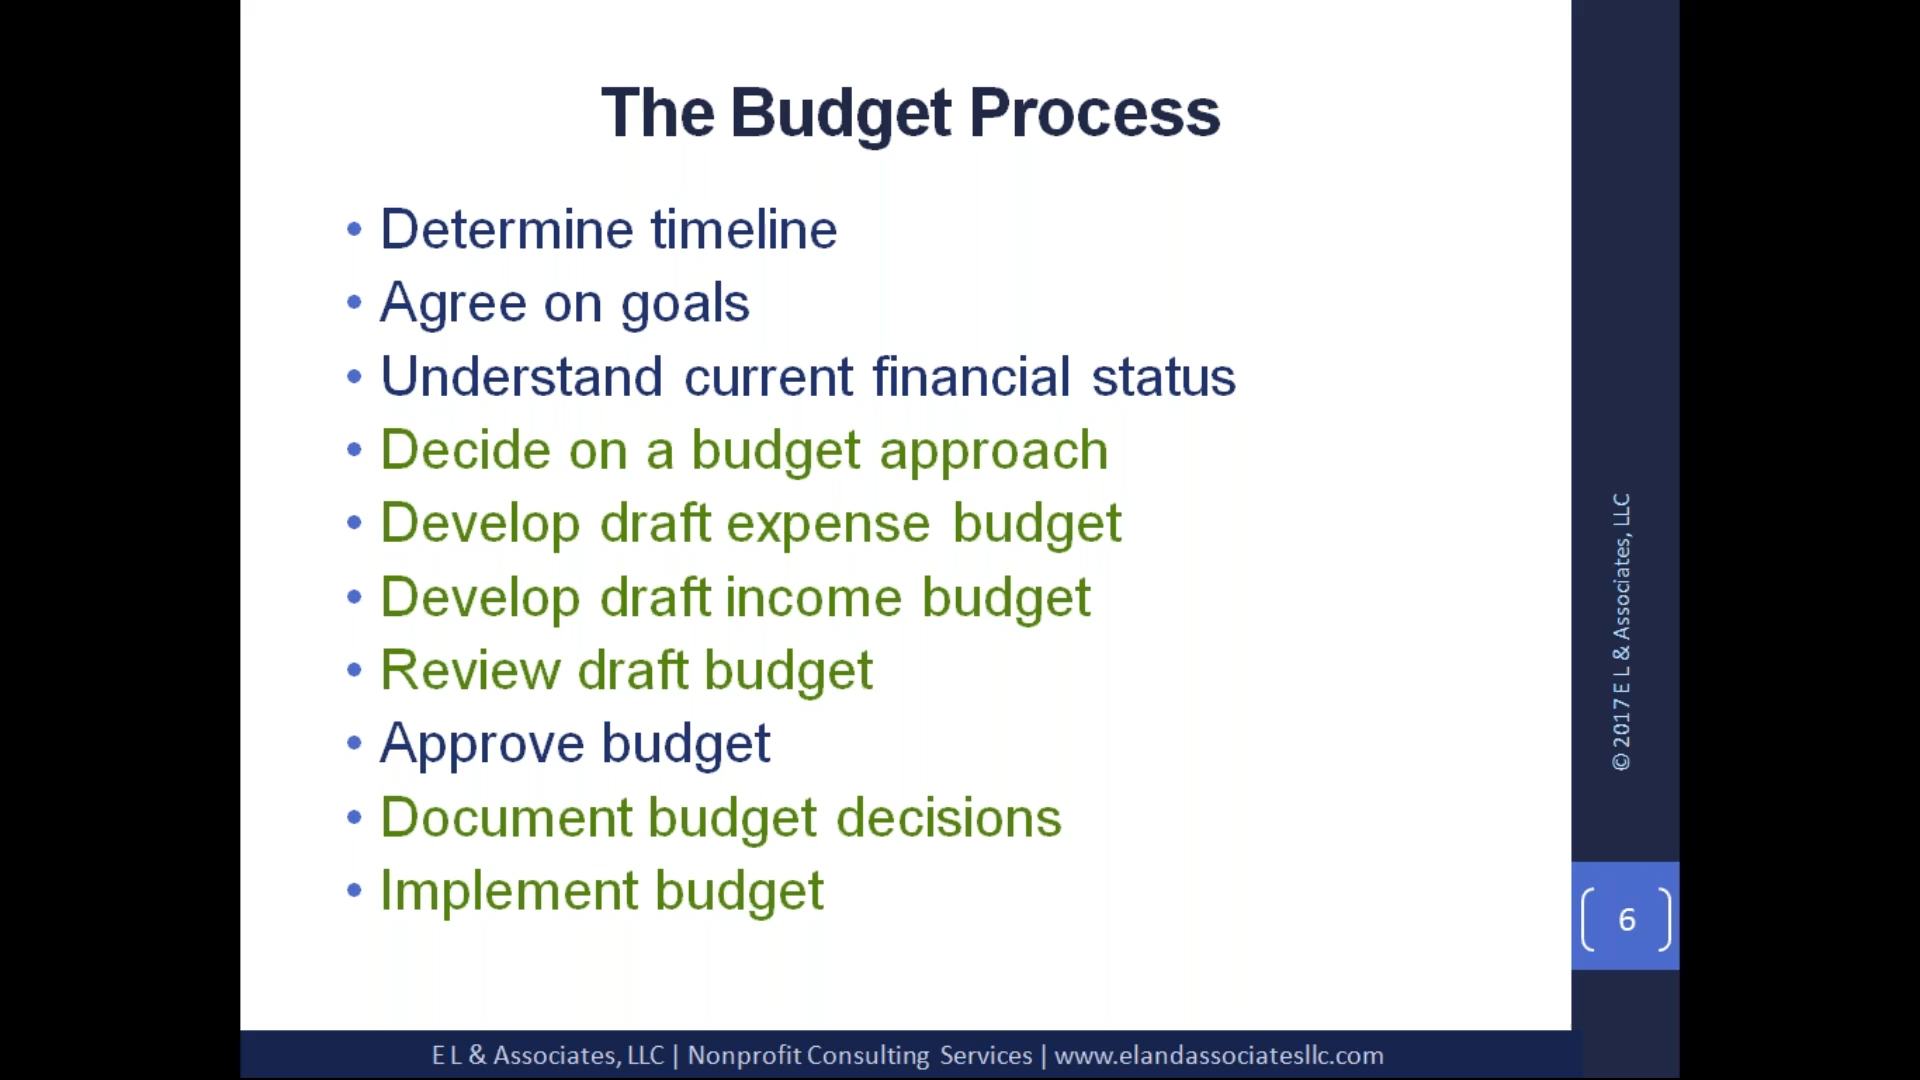 The Budget Process
• Determine timeline
• Agree on goals
• Understand current financial status
• Decide on a budget approach
• Develop draft expense budget
• Develop draft income budget
• Review draft budget
• Approve budget
• Document budget decisions
• Implement budget
© 2017 E L & Associates, LLC
6
E L & Associates, LLC | Nonprofit Consulting Services | www.elandassociatesllc.com